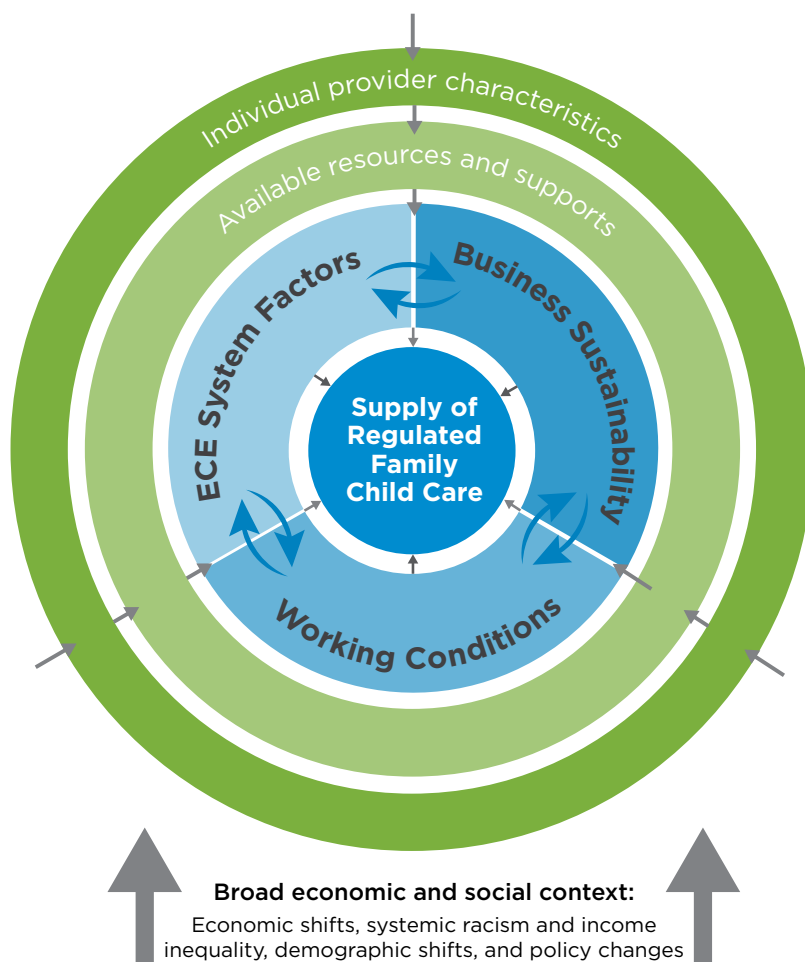 Individual provider characteristics
Available resources and supports
ECE System Factors
Business Sustainability
Supply of
Regulated
Family
Child Care
Working Conditions
Broad economic and social context:
Economic shifts, systemic racism and income
inequality, demographic shifts, and policy changes